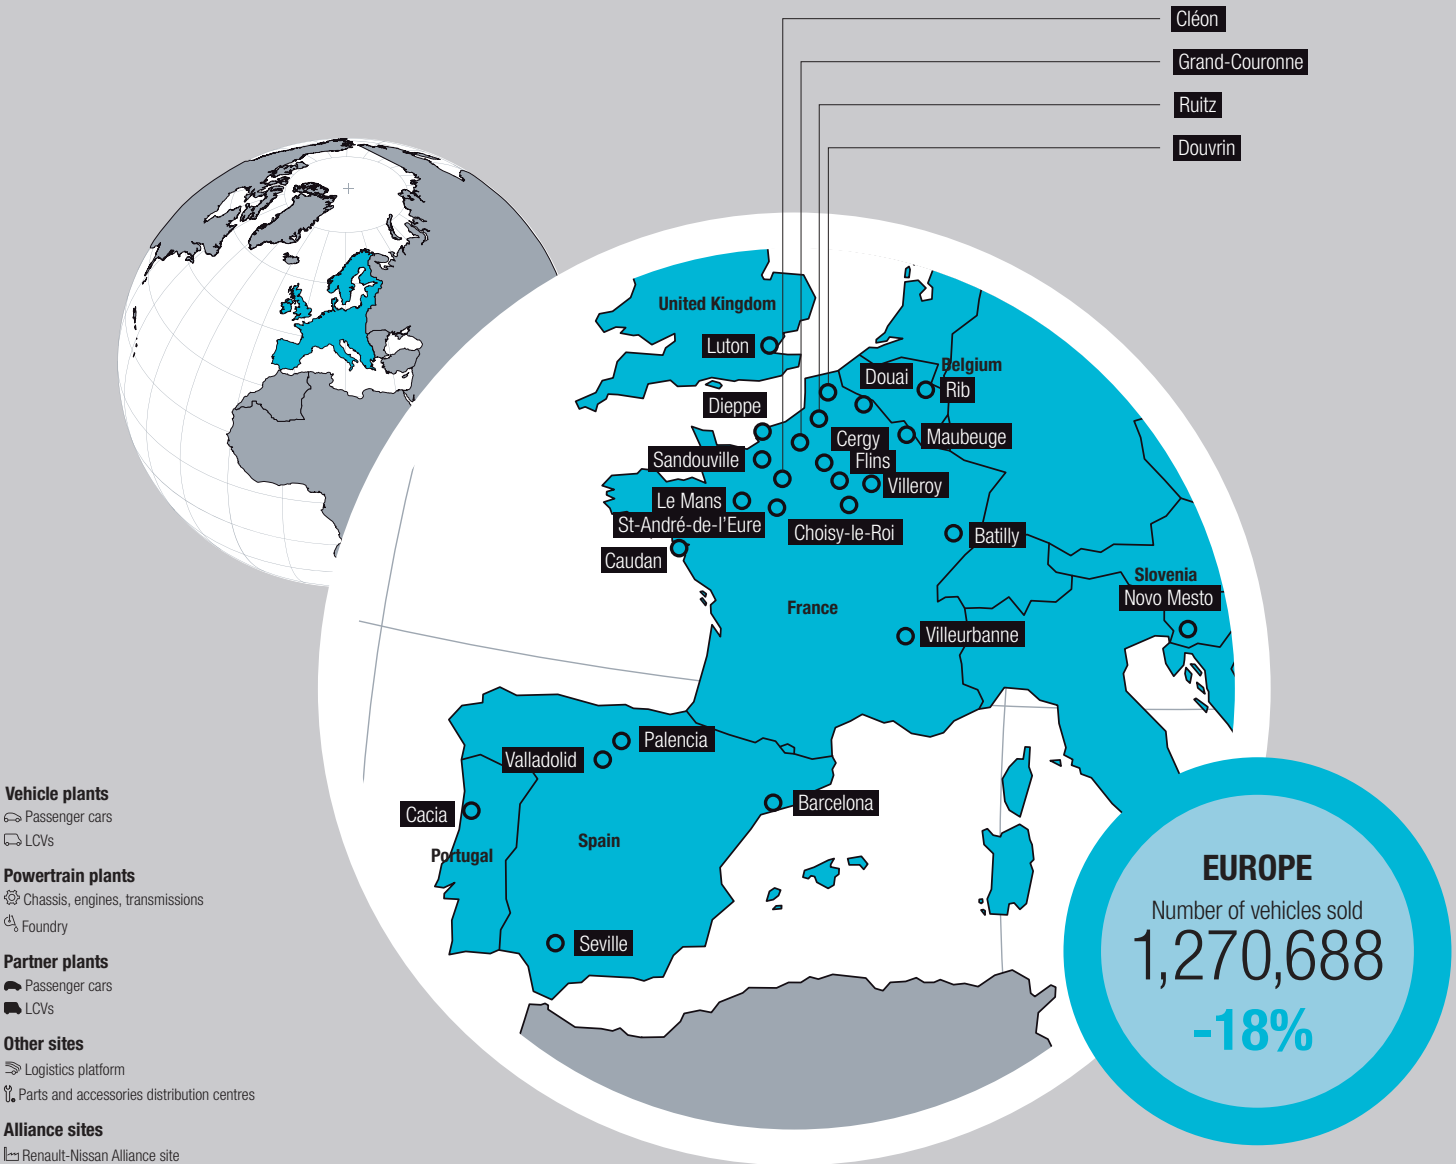 Cléon
Grand-Couronne
Ruitz
Douvrin
United Kingdom
Luton
Belgium
Douai
Rib
Dieppe
Cergy
Maubeuge
Sandouville
Flins
Villeroy
Le Mans
St-André-de-l'Eure
Choisy-le-Roi
Batilly
Caudan
Slovenia
Novo Mesto
France
Villeurbanne
Palencia
Valladolid
Barcelona
Cacia
Spain
Portugal
Seville
Vehicle plants
Passenger cars
LCVs
Powertrain plants
Chassis, engines, transmissions
Foundry
Partner plants
Passenger cars
LCVs
Other sites
Logistics platform
Parts and accessories distribution centres
Alliance sites
Renault-Nissan Alliance site
EUROPE
Number of vehicles sold
1,270,688
-18%